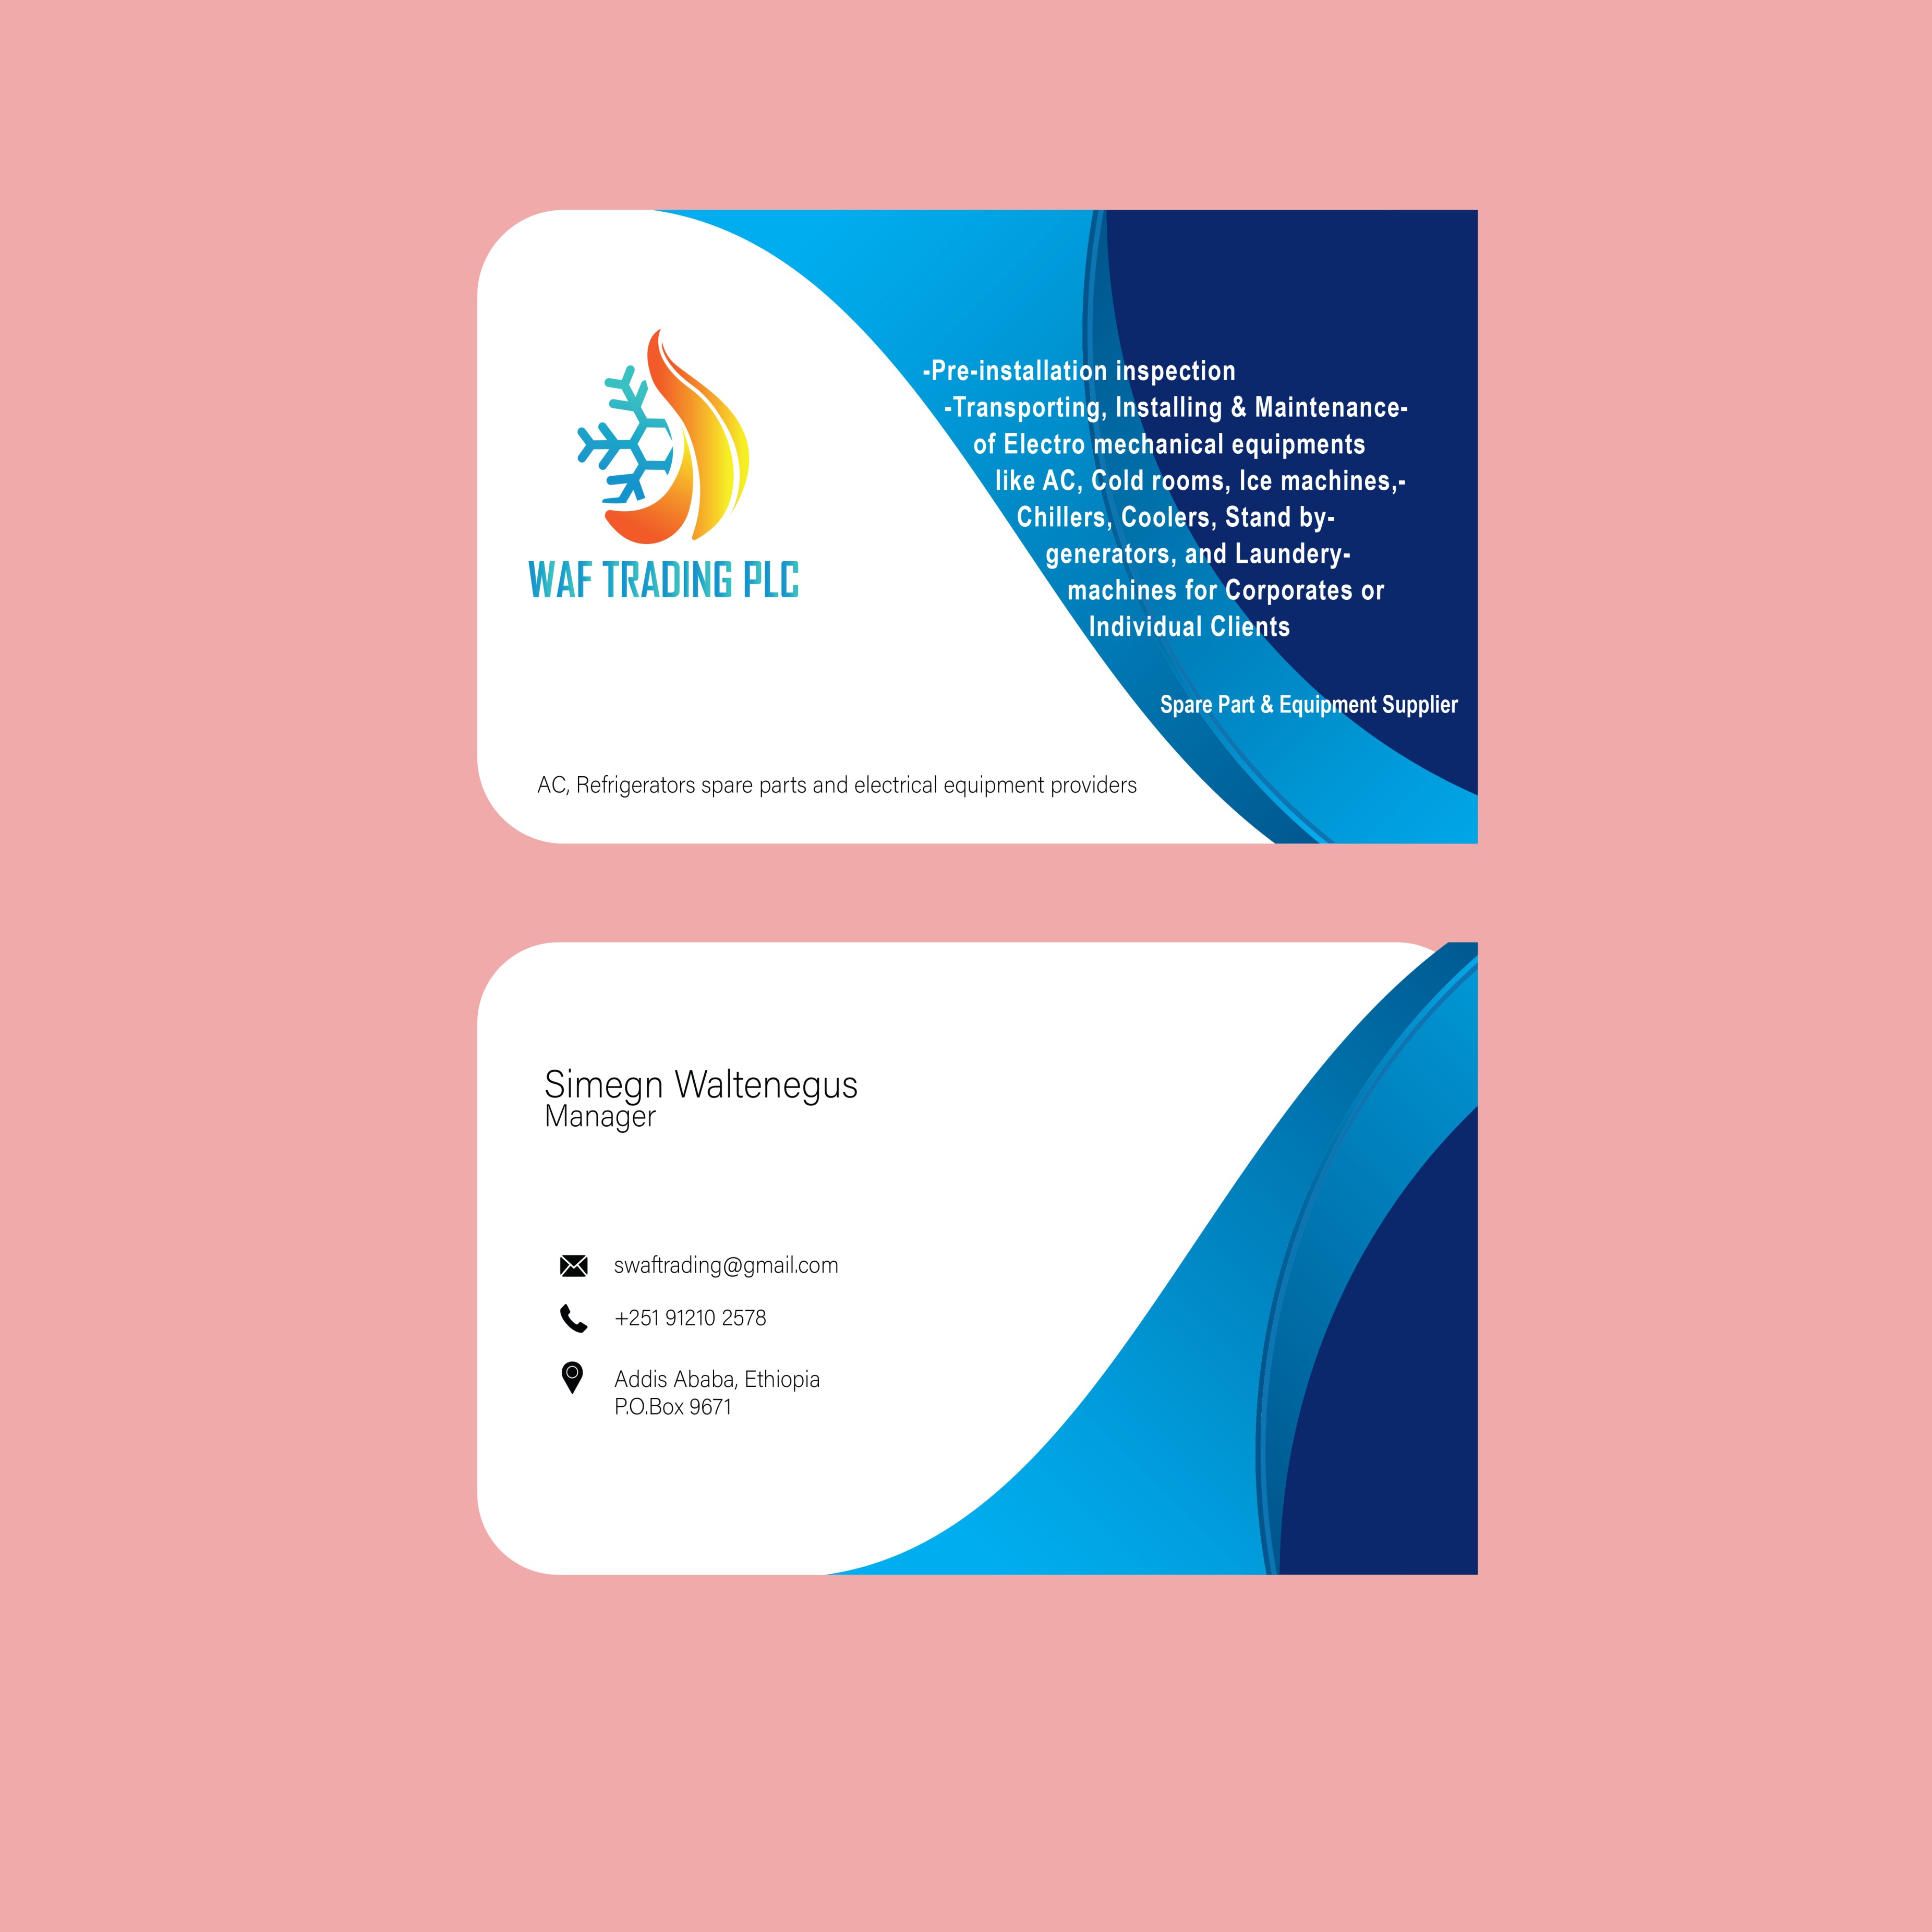 WAF TRADING PLC
-Pre-installation inspection
-Transporting, Installing & Maintenance-
of Electro mechanical equipments
like AC, Cold rooms, Ice machines,-
Chillers, Coolers, Stand by-
generators, and Laundery-
machines for Corporates or
Individual Clients
Spare Part & Equipment Supplier
AC, Refrigerators spare parts and electrical equipment providers
Simegn Waltenegus
Manager
swaftrading@gmail.com
+251 91210 2578
Addis Ababa, Ethiopia
P.O.Box 9671